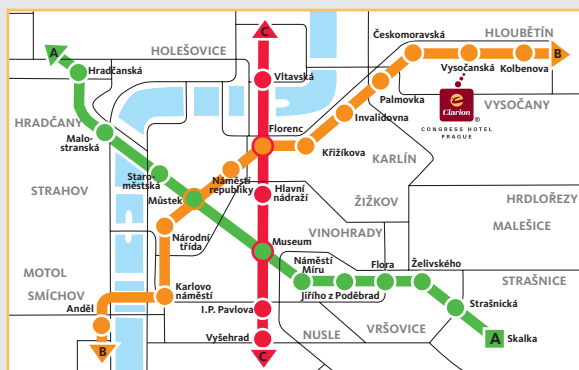 C
HOLEŠOVICE
Českomoravská
HLOUBĚTÍN
A
B
Hradčanská
Vltavská
Vysočanská
Kolbenova
Palmovka
e
Clarion
®
CONGRESS HOTEL
PRAGUE
VYSOČANY
Invalidovna
HRADČANY
Florenc
Malo-
stranská
Křižíkova
KARLÍN
Staro-
městská
Náměstí
republiky
STRAHOV
Můstek
Hlavní
nádraží
ŽIŽKOV
HRDLOŘEZY
MALEŠICE
Národní
třída
VINOHRADY
Museum
Náměstí
Míru
Flora
Želivského
MOTOL
STRAŠNICE
SMÍCHOV
Karlovo
náměstí
Jiřího z Poděbrad
Anděl
I.P. Pavlova
Strašnická
VRŠOVICE
NUSLE
Vyšehrad
A
Skalka
B
C